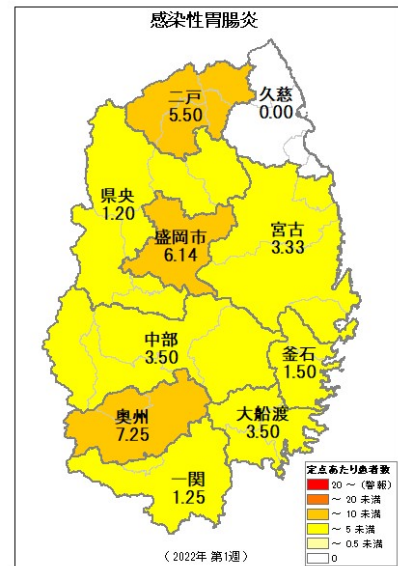 感染性胃腸炎
二戸
5.50
久慈
0.00
県央
1.20
盛岡市
6.14
宮古
3.33
中部
3.50
釜石
1.50
奥州
7.25
大船渡
3.50
一関
1.25
定点あたり患者数
20 ～ (警報)
～ 20 未満
～ 10 未満
～ 5 未満
～ 0.5 未満
0
（2022年 第1週）